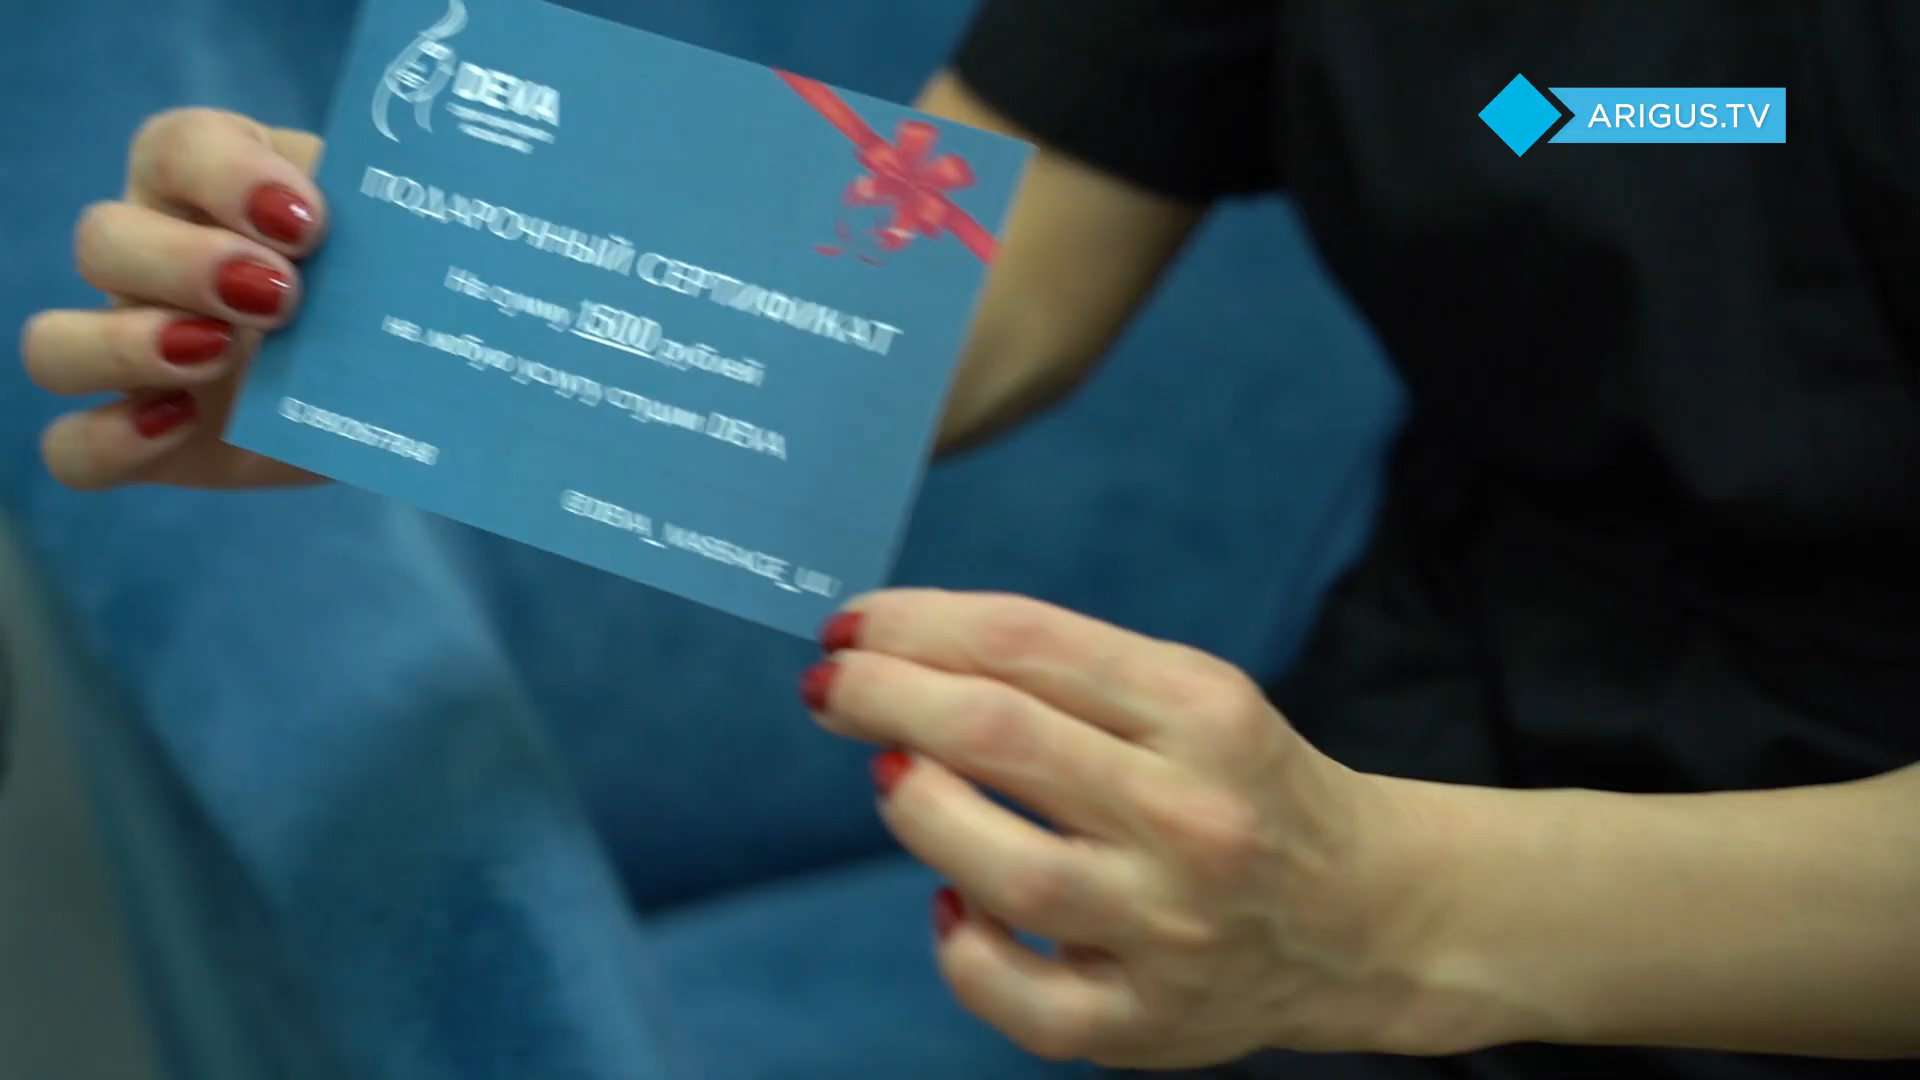 ARIGUS.TV
DEVA
ПОДАРОЧНЫЙ СЕРТИФИКАТ
На сумму 1500 рублей
на любую услугу студии DEVA
@DEVA_MASSAGE_UU